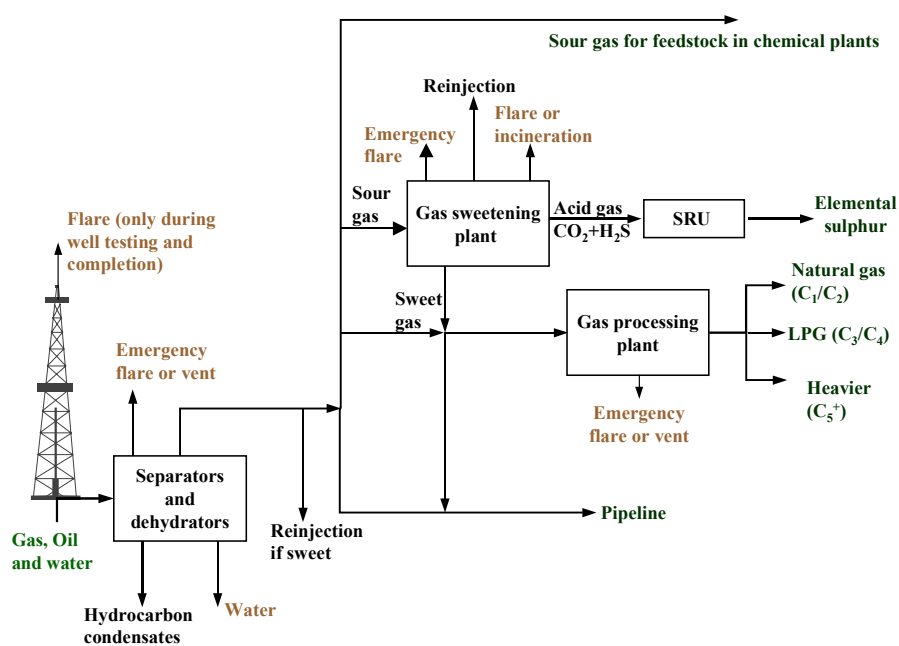 Sour gas for feedstock in chemical plants
Reinjection
Flare or
incineration
Emergency
flare
Sour
gas
Gas sweetening
plant
Acid gas
CO₂+H₂S
SRU
Elemental
sulphur
Flare (only during
well testing and
completion)
Natural gas
(C₁/C₂)
Sweet
gas
Gas processing
plant
LPG (C₃/C₄)
Heavier
(C₅⁺)
Emergency
flare or vent
Emergency
flare or vent
Separators
and
dehydrators
Reinjection
if sweet
Pipeline
Gas, Oil
and water
Hydrocarbon
condensates
Water